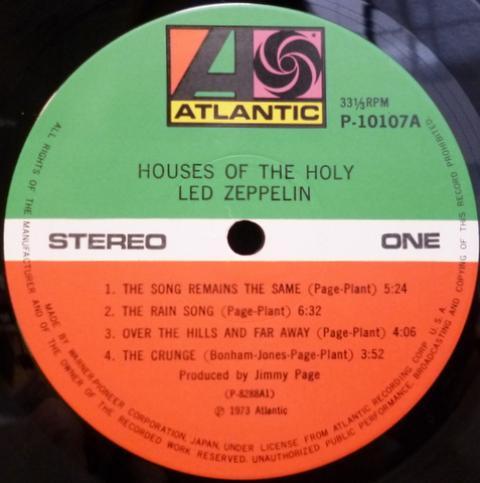 ATLANTIC
33⅓RPM
P-10107A
HOUSES OF THE HOLY
LED ZEPPELIN
STEREO ONE
1. THE SONG REMAINS THE SAME (Page-Plant) 5:24
2. THE RAIN SONG (Page-Plant) 6:32
3. OVER THE HILLS AND FAR AWAY (Page-Plant) 4:06
4. THE CRUNGE (Bonham-Jones-Page-Plant) 3:52
Produced by Jimmy Page
(P-8288A1)
℗ 1973 Atlantic
MADE BY WARNER-PIONEER CORPORATION, JAPAN, UNDER LICENSE FROM ATLANTIC RECORDING CORP. U.S.A.
ALL RIGHTS OF THE MANUFACTURER AND OF THE OWNER OF THE RECORDED WORK RESERVED. UNAUTHORIZED PUBLIC PERFORMANCE, BROADCASTING AND COPYING OF THIS RECORD PROHIBITED.